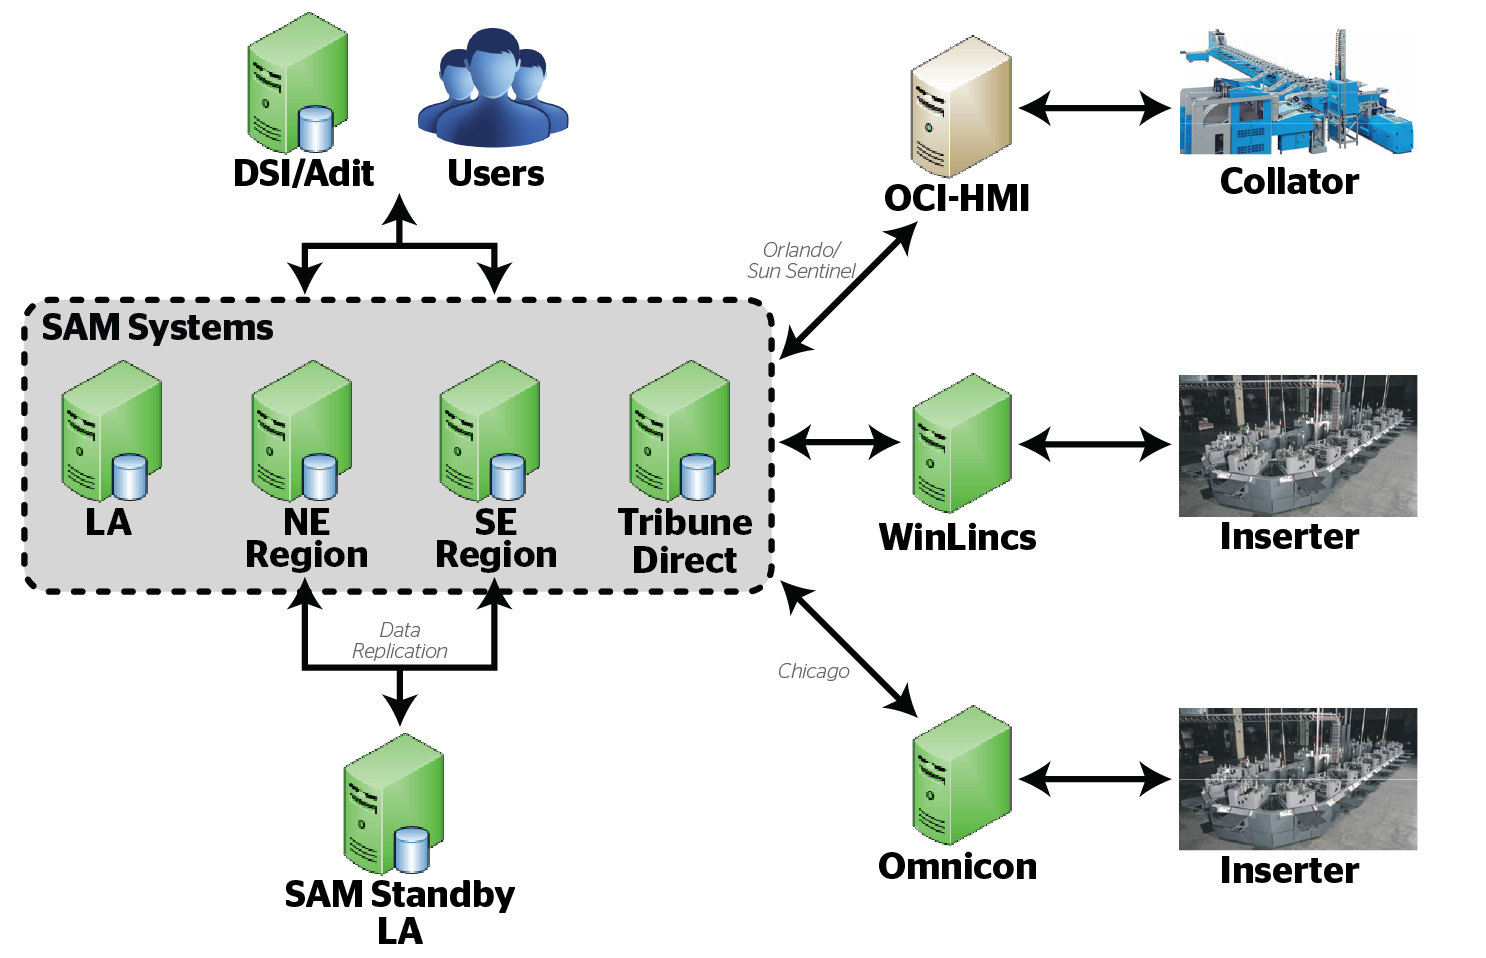 DSI/Adit
Users
OCI-HMI
Collator
Orlando/
Sun Sentinel
SAM Systems
LA
NE
Region
SE
Region
Tribune
Direct
WinLincs
Inserter
Data
Replication
Chicago
SAM Standby
LA
Omnicon
Inserter